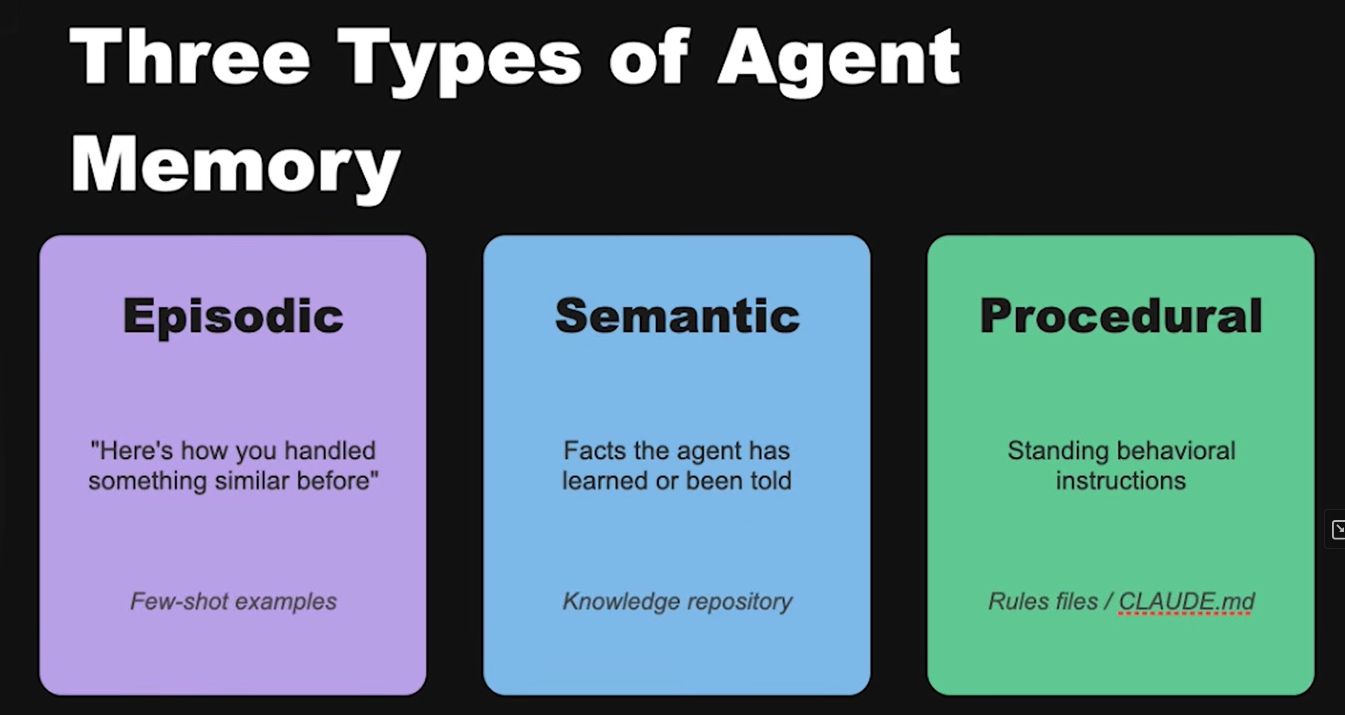 Three Types of Agent
Memory
Episodic
"Here's how you handled
something similar before"
Few-shot examples
Semantic
Facts the agent has
learned or been told
Knowledge repository
Procedural
Standing behavioral
instructions
Rules files / CLAUDE.md